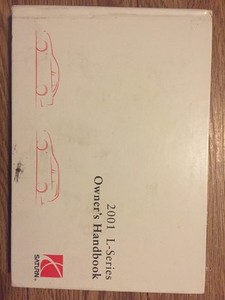 2001 L-Series
Owner's Handbook
SATURN